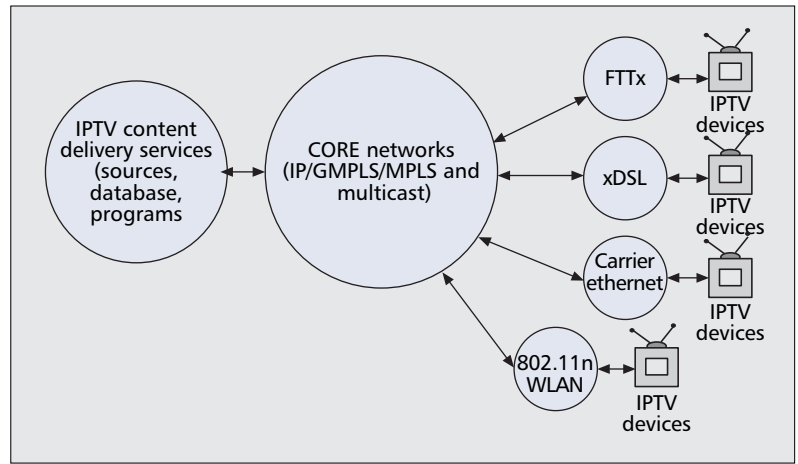 IPTV content
delivery services
(sources,
database,
programs
CORE networks
(IP/GMPLS/MPLS and
multicast)
FTTx
IPTV
devices
xDSL
IPTV
devices
Carrier
ethernet
IPTV
devices
802.11n
WLAN
IPTV
devices